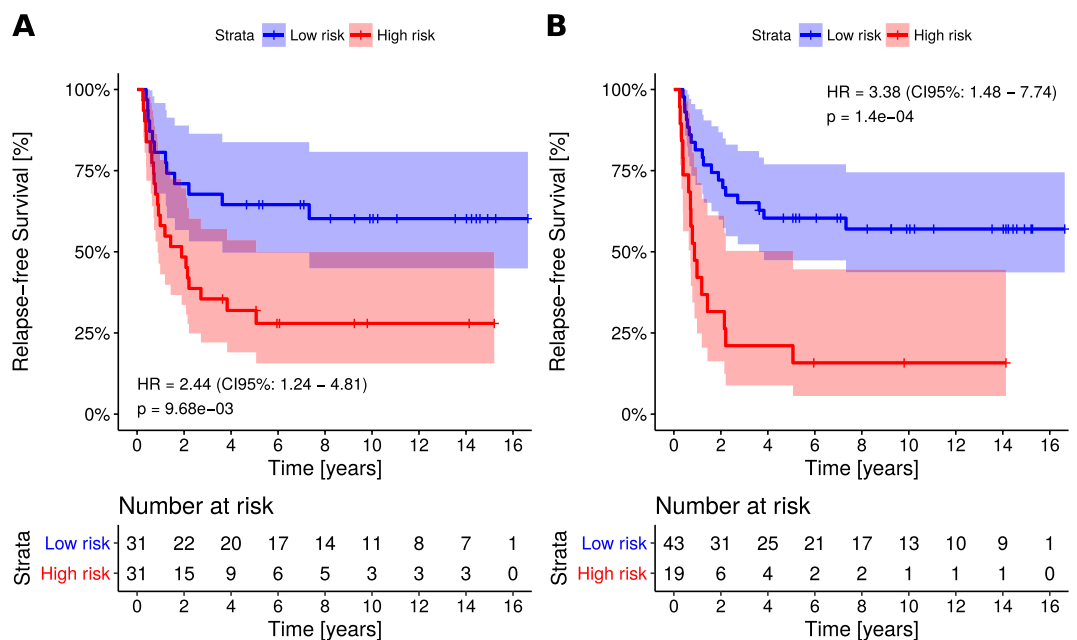 A
Strata Low risk High risk
Relapse−free Survival [%]
100%
75%
50%
25%
0%
HR = 2.44 (CI95%: 1.24 − 4.81)
p = 9.68e−03
0 2 4 6 8 10 12 14 16
Time [years]
Number at risk
Strata
Low risk 31 22 20 17 14 11 8 7 1
High risk 31 15 9 6 5 3 3 3 0
0 2 4 6 8 10 12 14 16
Time [years]
B
Strata Low risk High risk
Relapse−free Survival [%]
100%
75%
50%
25%
0%
HR = 3.38 (CI95%: 1.48 − 7.74)
p = 1.4e−04
0 2 4 6 8 10 12 14 16
Time [years]
Number at risk
Strata
Low risk 43 31 25 21 17 13 10 9 1
High risk 19 6 4 2 2 1 1 1 0
0 2 4 6 8 10 12 14 16
Time [years]